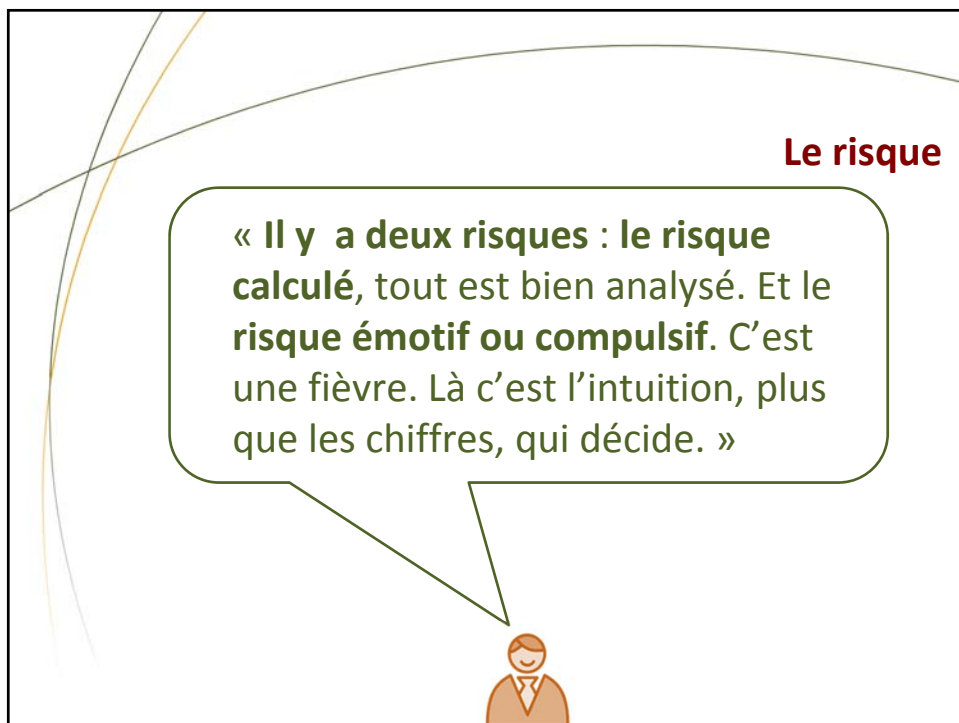 Le risque
« Il y  a deux risques : le risque
calculé, tout est bien analysé. Et le
risque émotif ou compulsif. C’est
une fièvre. Là c’est l’intuition, plus
que les chiffres, qui décide. »